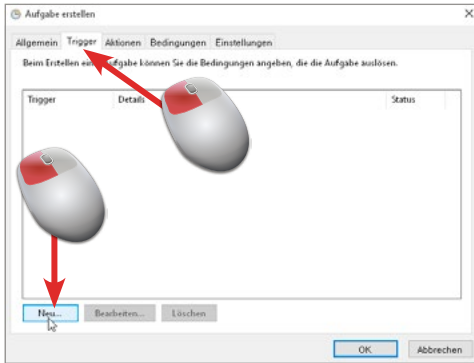 Aufgabe erstellen
Allgemein Trigger Aktionen Bedingungen Einstellungen
Beim Erstellen Aufgabe können Sie die Bedingungen angeben, die die Aufgabe auslösen.
Trigger Details Status
Neu... Bearbeiten... Löschen
OK Abbrechen